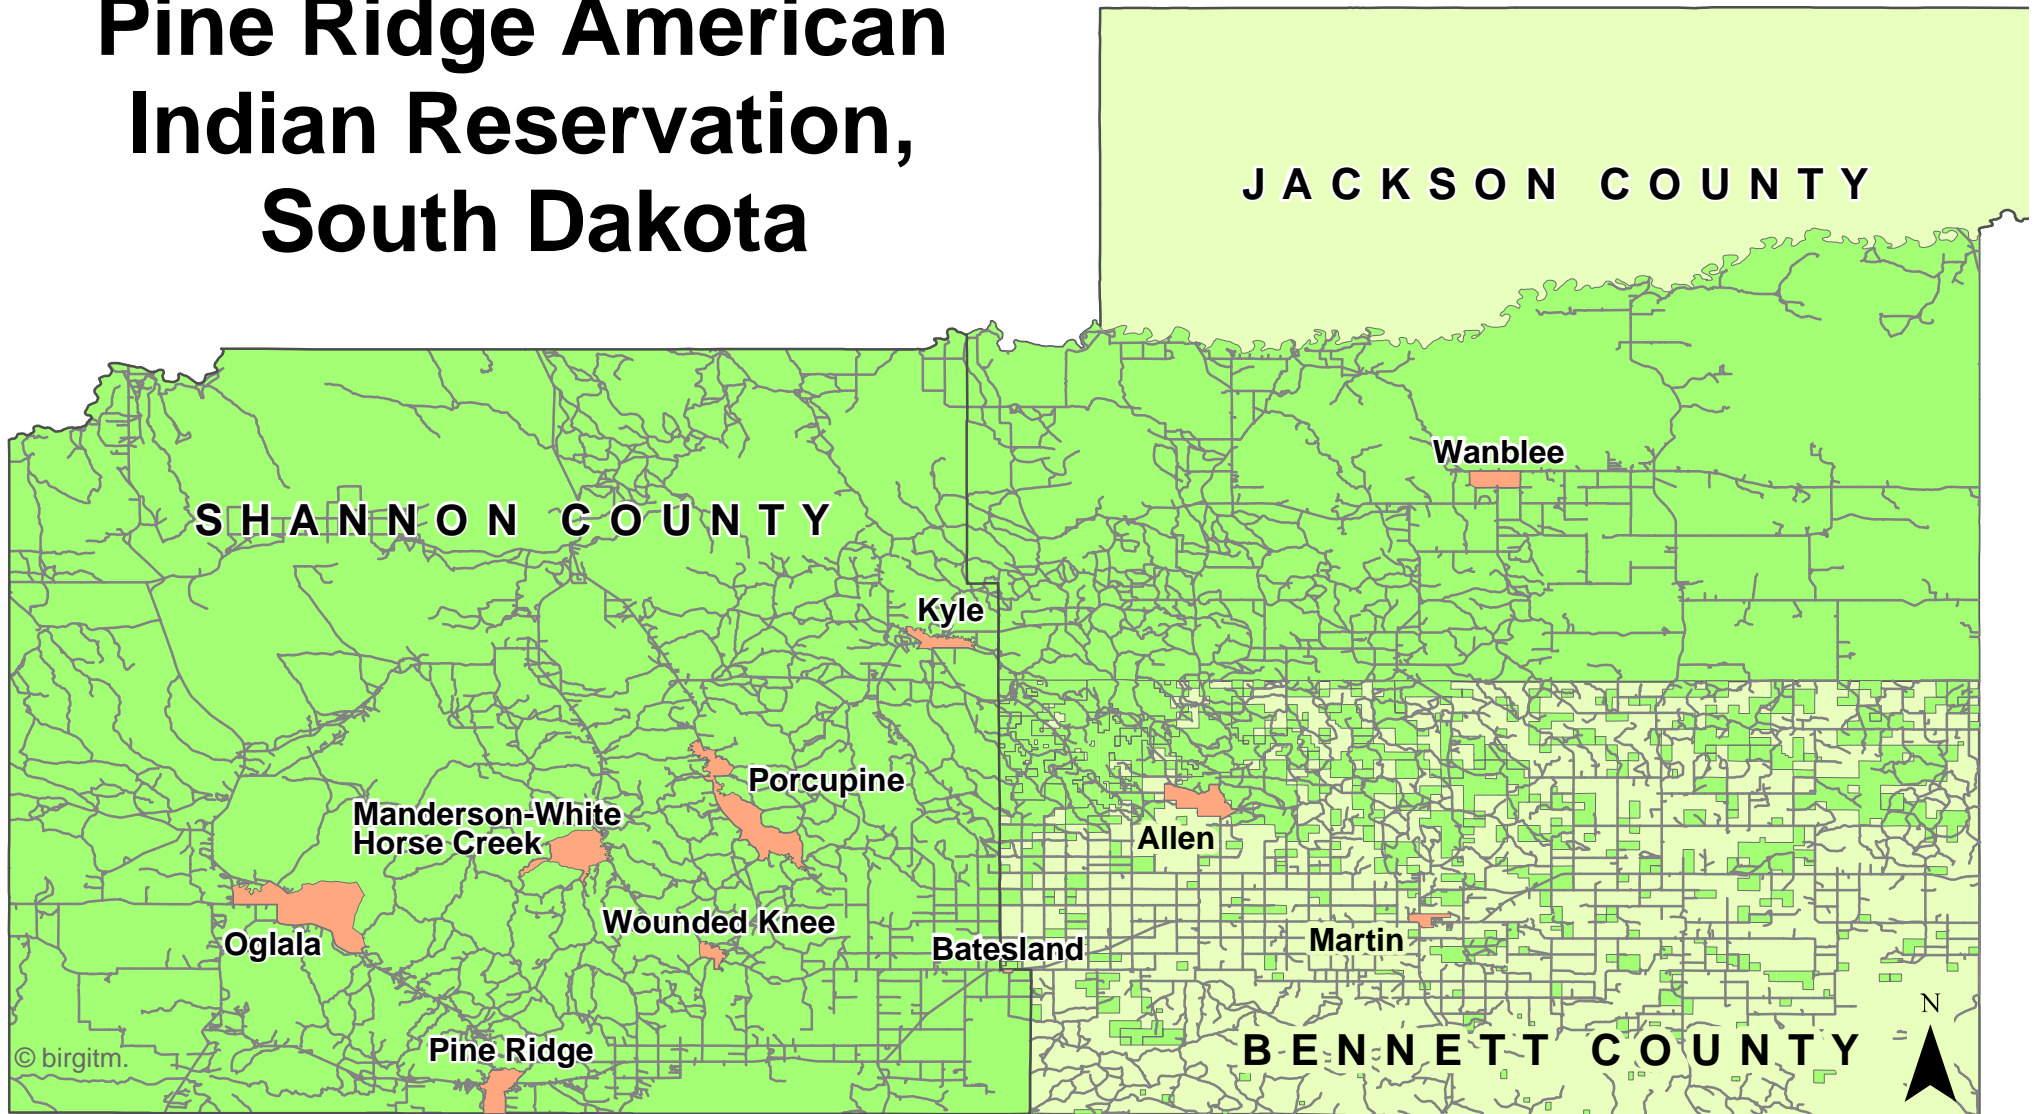 Pine Ridge American
Indian Reservation,
South Dakota
JACKSON COUNTY
Wanblee
SHANNON COUNTY
Kyle
Porcupine
Manderson-White
Horse Creek
Allen
Wounded Knee
Oglala
Batesland
Martin
N
Pine Ridge
BENNETT COUNTY
© birgitm.